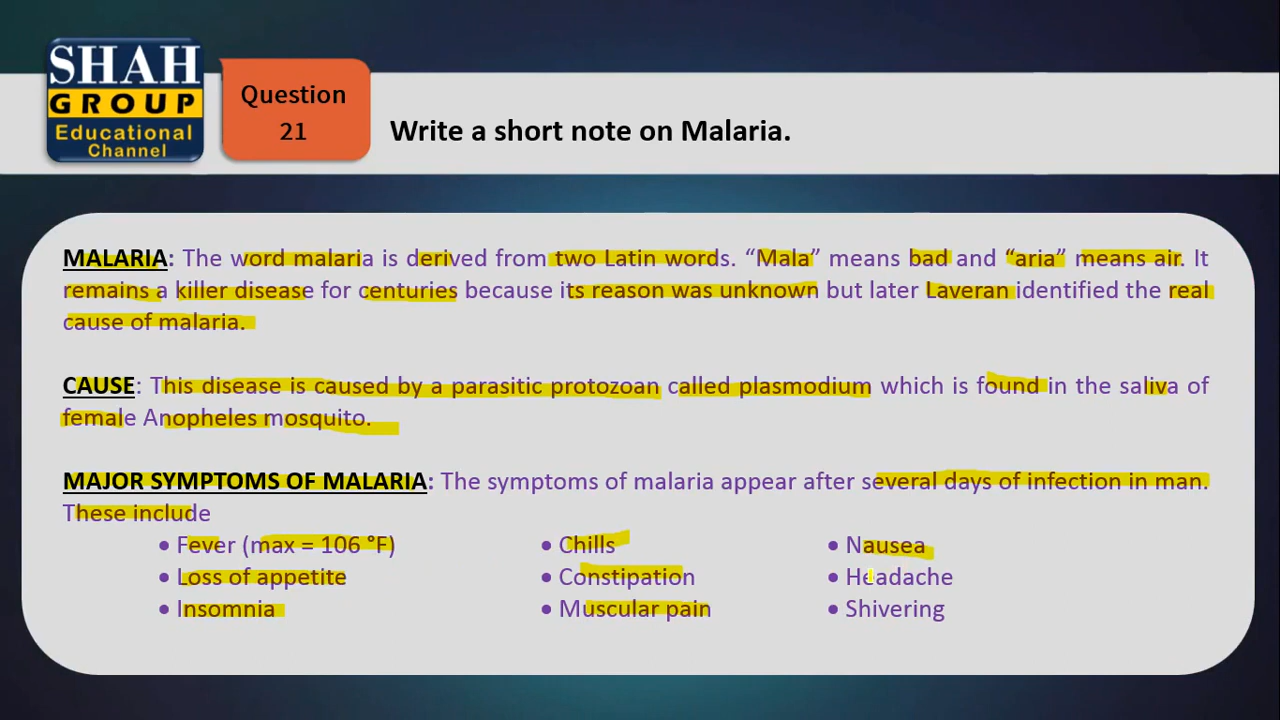 SHAH
GROUP
Educational
Channel
Question
21
Write a short note on Malaria.
MALARIA: The word malaria is derived from two Latin words. “Mala” means bad and “aria” means air. It
remains a killer disease for centuries because its reason was unknown but later Laveran identified the real
cause of malaria.
CAUSE: This disease is caused by a parasitic protozoan called plasmodium which is found in the saliva of
female Anopheles mosquito.
MAJOR SYMPTOMS OF MALARIA: The symptoms of malaria appear after several days of infection in man.
These include
• Fever (max = 106 °F) • Chills • Nausea
• Loss of appetite • Constipation • Headache
• Insomnia • Muscular pain • Shivering